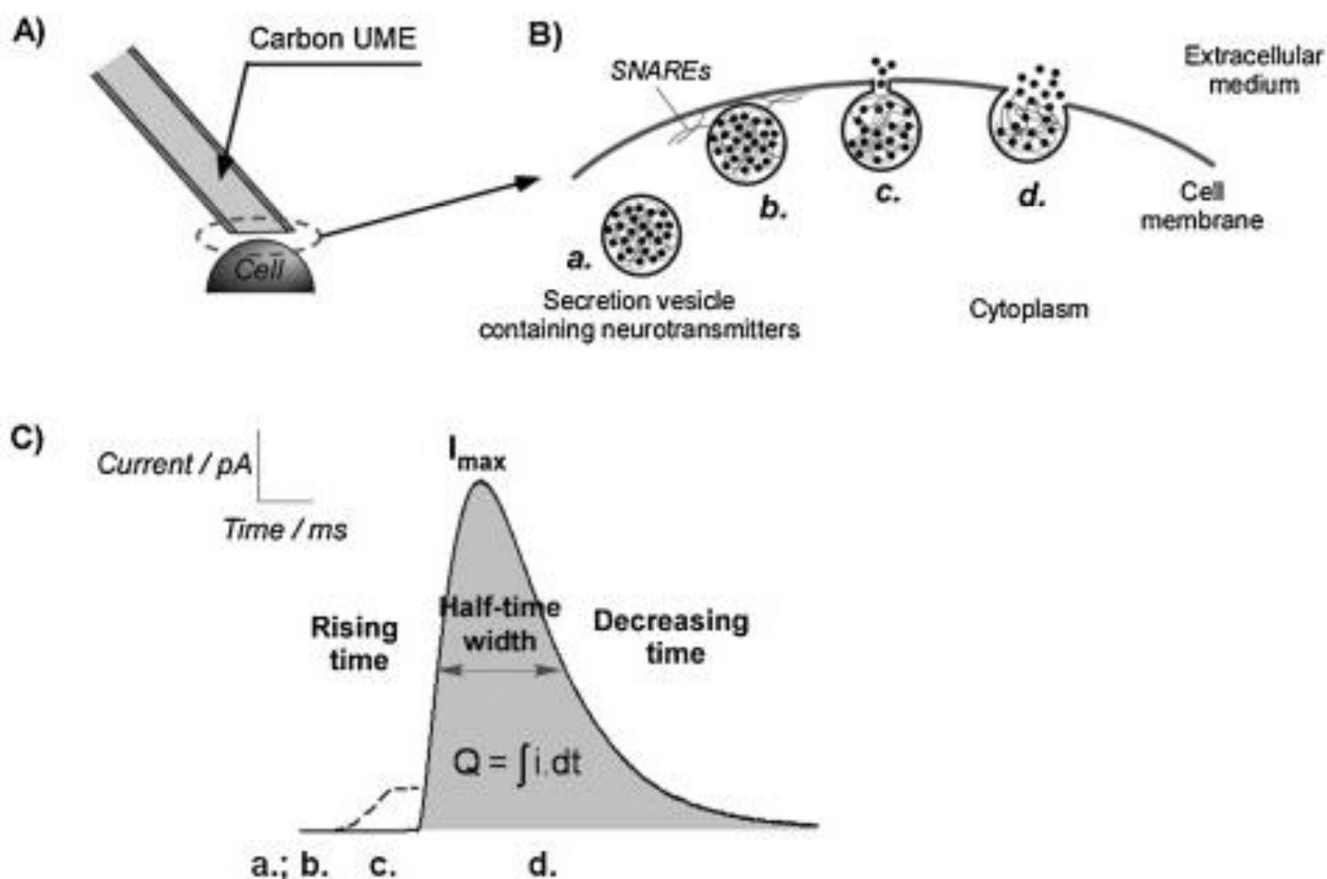 A)
Carbon UME
Cell
B)
SNAREs
Extracellular
medium
a.
b.
c.
d.
Cell
membrane
Secretion vesicle
containing neurotransmitters
Cytoplasm
C)
Current / pA
Time / ms
Imax
Rising
time
Half-time
width
Decreasing
time
Q = ∫ i.dt
a.; b. c. d.